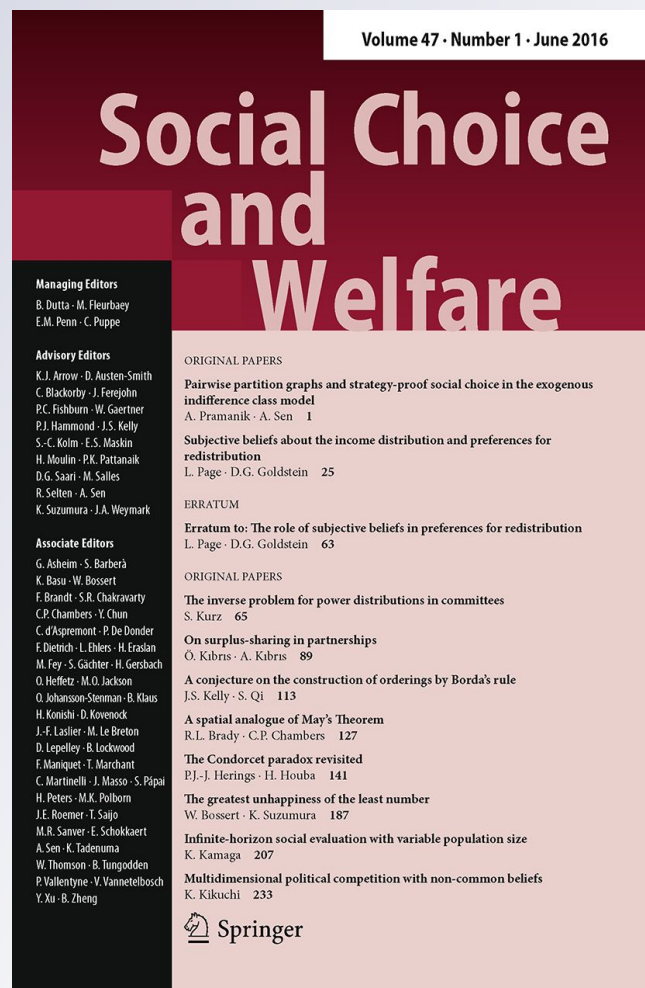 Volume 47 · Number 1 · June 2016
Social Choice
and
Welfare
Managing Editors
B. Dutta · M. Fleurbaey
E.M. Penn · C. Puppe
Advisory Editors
K.J. Arrow · D. Austen-Smith
C. Blackorby · J. Ferejohn
P.C. Fishburn · W. Gaertner
P.J. Hammond · J.S. Kelly
S.-C. Kolm · E.S. Maskin
H. Moulin · P.K. Pattanaik
D.G. Saari · M. Salles
R. Selten · A. Sen
K. Suzumura · J.A. Weymark
Associate Editors
G. Asheim · S. Barberà
K. Basu · W. Bossert
F. Brandt · S.R. Chakravarty
C.P. Chambers · Y. Chun
C. d'Aspremont · P. De Donder
F. Dietrich · L. Ehlers · H. Eraslan
M. Fey · S. Gächter · H. Gersbach
O. Heffetz · M.O. Jackson
O. Johansson-Stenman · B. Klaus
H. Konishi · D. Kovenock
J.-F. Laslier · M. Le Breton
D. Lepelley · B. Lockwood
F. Maniquet · T. Marchant
C. Martinelli · J. Masso · S. Pápai
H. Peters · M.K. Polborn
J.E. Roemer · T. Saijo
M.R. Sanver · E. Schokkaert
A. Sen · K. Tadenuma
W. Thomson · B. Tungodden
P. Vallentyne · V. Vannetelbosch
Y. Xu · B. Zheng
ORIGINAL PAPERS
Pairwise partition graphs and strategy-proof social choice in the exogenous
indifference class model
A. Pramanik · A. Sen 1
Subjective beliefs about the income distribution and preferences for
redistribution
L. Page · D.G. Goldstein 25
ERRATUM
Erratum to: The role of subjective beliefs in preferences for redistribution
L. Page · D.G. Goldstein 63
ORIGINAL PAPERS
The inverse problem for power distributions in committees
S. Kurz 65
On surplus-sharing in partnerships
Ö. Kıbrıs · A. Kıbrıs 89
A conjecture on the construction of orderings by Borda's rule
J.S. Kelly · S. Qi 113
A spatial analogue of May's Theorem
R.L. Brady · C.P. Chambers 127
The Condorcet paradox revisited
P.J.-J. Herings · H. Houba 141
The greatest unhappiness of the least number
W. Bossert · K. Suzumura 187
Infinite-horizon social evaluation with variable population size
K. Kamaga 207
Multidimensional political competition with non-common beliefs
K. Kikuchi 233
Springer